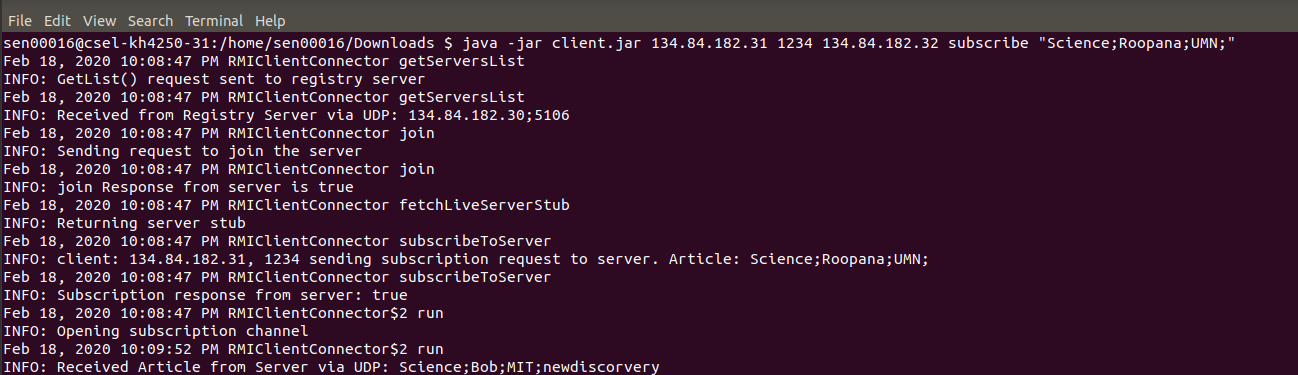 File Edit View Search Terminal Help
sen00016@csel-kh4250-31:/home/sen00016/Downloads $ java -jar client.jar 134.84.182.31 1234 134.84.182.32 subscribe "Science;Roopana;UMN;"
Feb 18, 2020 10:08:47 PM RMIClientConnector getServersList
INFO: GetList() request sent to registry server
Feb 18, 2020 10:08:47 PM RMIClientConnector getServersList
INFO: Received from Registry Server via UDP: 134.84.182.30;5106
Feb 18, 2020 10:08:47 PM RMIClientConnector join
INFO: Sending request to join the server
Feb 18, 2020 10:08:47 PM RMIClientConnector join
INFO: join Response from server is true
Feb 18, 2020 10:08:47 PM RMIClientConnector fetchLiveServerStub
INFO: Returning server stub
Feb 18, 2020 10:08:47 PM RMIClientConnector subscribeToServer
INFO: client: 134.84.182.31, 1234 sending subscription request to server. Article: Science;Roopana;UMN;
Feb 18, 2020 10:08:47 PM RMIClientConnector subscribeToServer
INFO: Subscription response from server: true
Feb 18, 2020 10:08:47 PM RMIClientConnector$2 run
INFO: Opening subscription channel
Feb 18, 2020 10:09:52 PM RMIClientConnector$2 run
INFO: Received Article from Server via UDP: Science;Bob;MIT;newdiscorvery